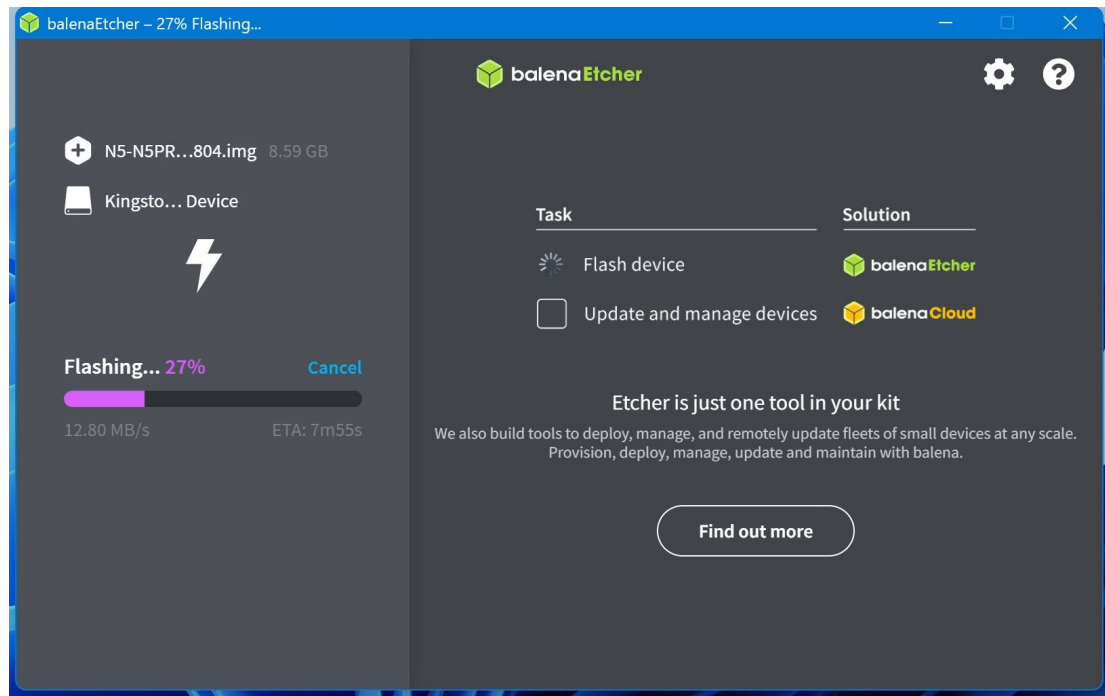 balenaEtcher – 27% Flashing...
balenaEtcher
N5-N5PR...804.img 8.59 GB
Kingsto... Device
Flashing... 27% Cancel
12.80 MB/s ETA: 7m55s
Task Solution
Flash device balenaEtcher
Update and manage devices balenaCloud
Etcher is just one tool in your kit
We also build tools to deploy, manage, and remotely update fleets of small devices at any scale.
Provision, deploy, manage, update and maintain with balena.
Find out more